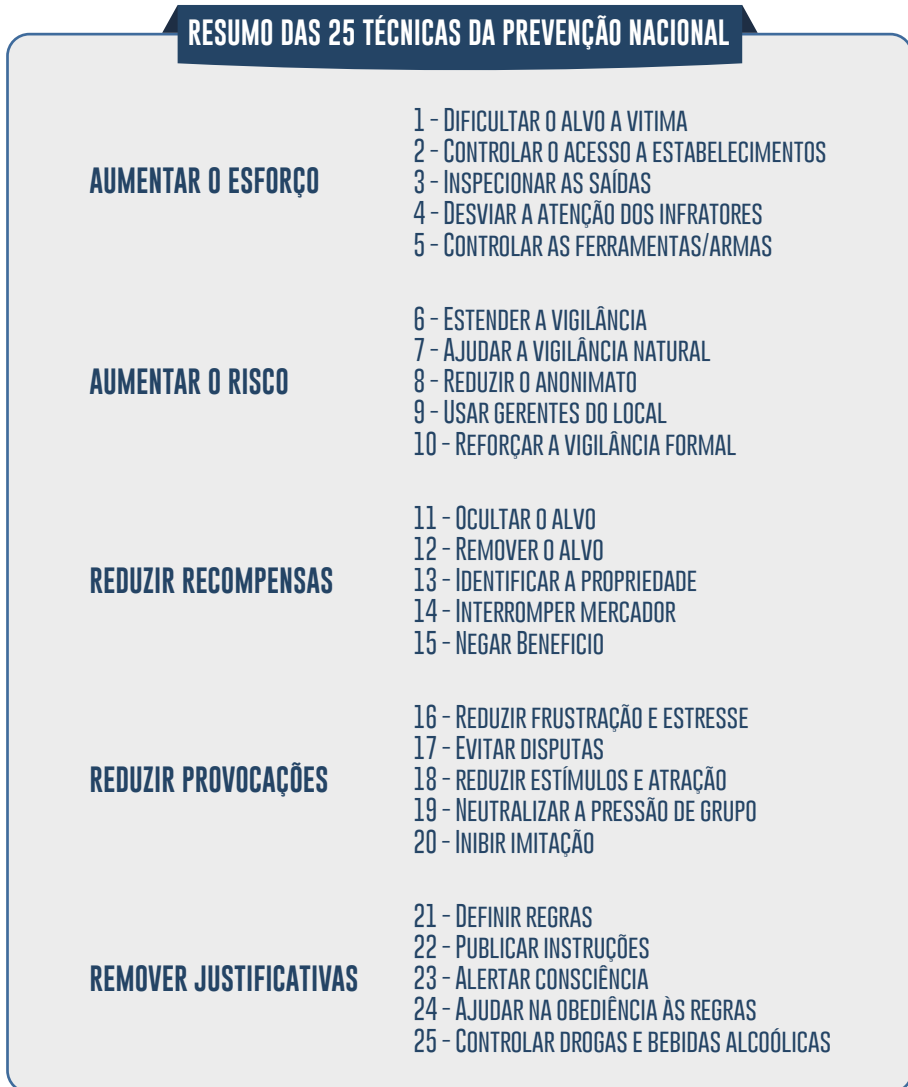 RESUMO DAS 25 TÉCNICAS DA PREVENÇÃO NACIONAL
AUMENTAR O ESFORÇO
1 - DIFICULTAR O ALVO A VITIMA
2 - CONTROLAR O ACESSO A ESTABELECIMENTOS
3 - INSPECIONAR AS SAÍDAS
4 - DESVIAR A ATENÇÃO DOS INFRATORES
5 - CONTROLAR AS FERRAMENTAS/ARMAS
AUMENTAR O RISCO
6 - ESTENDER A VIGILÂNCIA
7 - AJUDAR A VIGILÂNCIA NATURAL
8 - REDUZIR O ANONIMATO
9 - USAR GERENTES DO LOCAL
10 - REFORÇAR A VIGILÂNCIA FORMAL
REDUZIR RECOMPENSAS
11 - OCULTAR O ALVO
12 - REMOVER O ALVO
13 - IDENTIFICAR A PROPRIEDADE
14 - INTERROMPER MERCADOR
15 - NEGAR BENEFICIO
REDUZIR PROVOCAÇÕES
16 - REDUZIR FRUSTRAÇÃO E ESTRESSE
17 - EVITAR DISPUTAS
18 - REDUZIR ESTÍMULOS E ATRAÇÃO
19 - NEUTRALIZAR A PRESSÃO DE GRUPO
20 - INIBIR IMITAÇÃO
REMOVER JUSTIFICATIVAS
21 - DEFINIR REGRAS
22 - PUBLICAR INSTRUÇÕES
23 - ALERTAR CONSCIÊNCIA
24 - AJUDAR NA OBEDIÊNCIA ÀS REGRAS
25 - CONTROLAR DROGAS E BEBIDAS ALCOÓLICAS